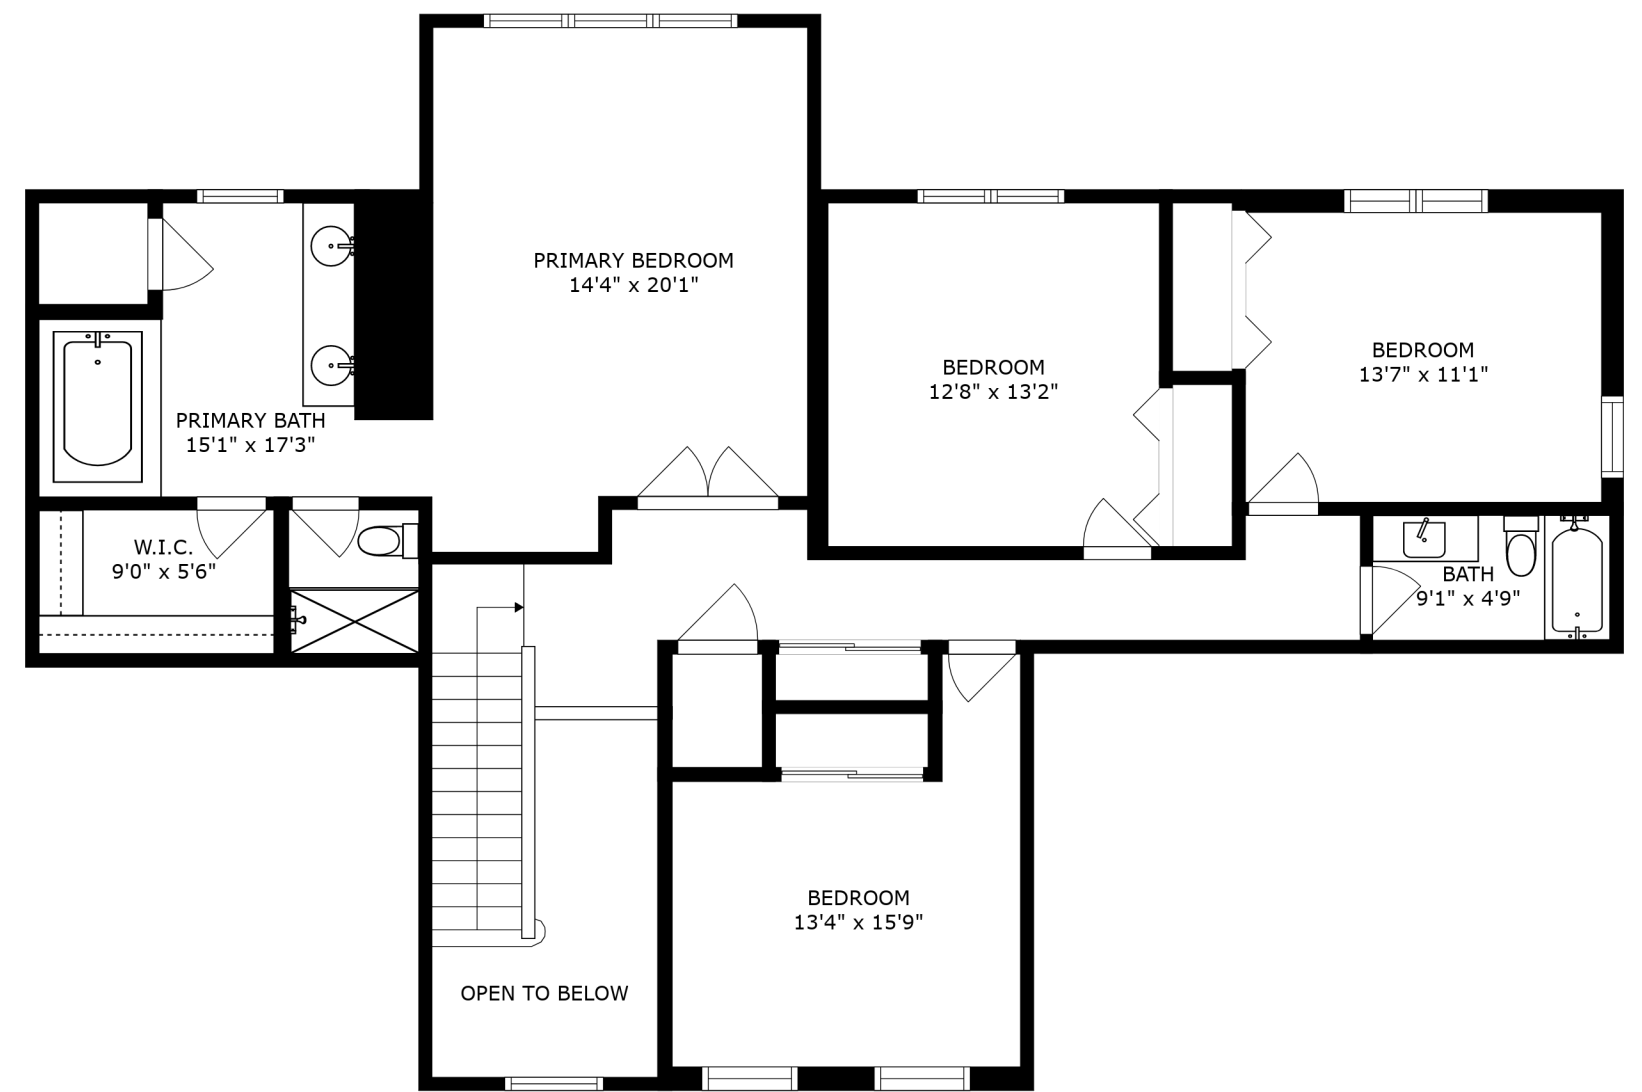 PRIMARY BEDROOM
14'4" x 20'1"
BEDROOM
12'8" x 13'2"
BEDROOM
13'7" x 11'1"
PRIMARY BATH
15'1" x 17'3"
W.I.C.
9'0" x 5'6"
BATH
9'1" x 4'9"
BEDROOM
13'4" x 15'9"
OPEN TO BELOW